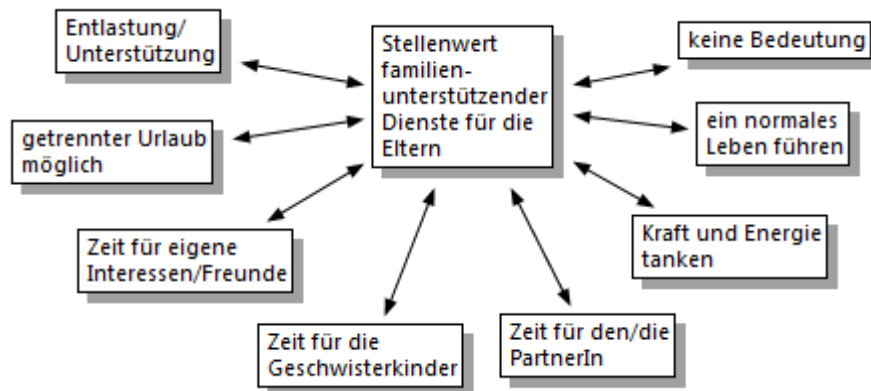 Entlastung/
Unterstützung
Stellenwert
familien-
unterstützender
Dienste für die
Eltern
keine Bedeutung
getrennter Urlaub
möglich
ein normales
Leben führen
Zeit für eigene
Interessen/Freunde
Kraft und Energie
tanken
Zeit für die
Geschwisterkinder
Zeit für den/die
PartnerIn